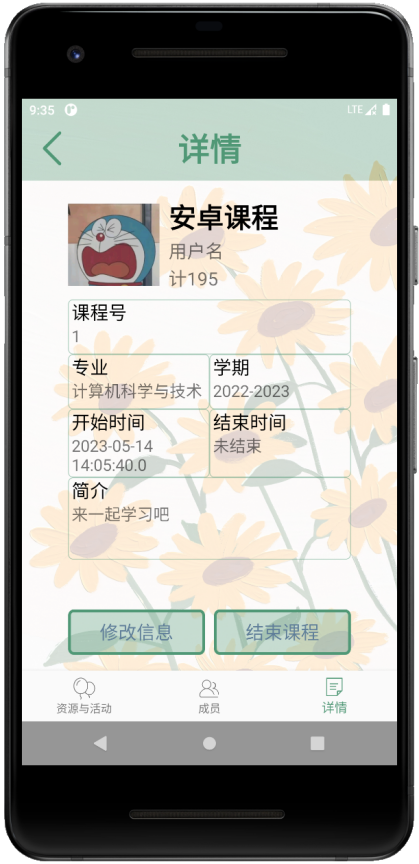 9:35
LTE
详情
安卓课程
用户名
计195
课程号
1
专业
计算机科学与技术
学期
2022-2023
开始时间
2023-05-14
14:05:40.0
结束时间
未结束
简介
来一起学习吧
修改信息
结束课程
资源与活动
成员
详情